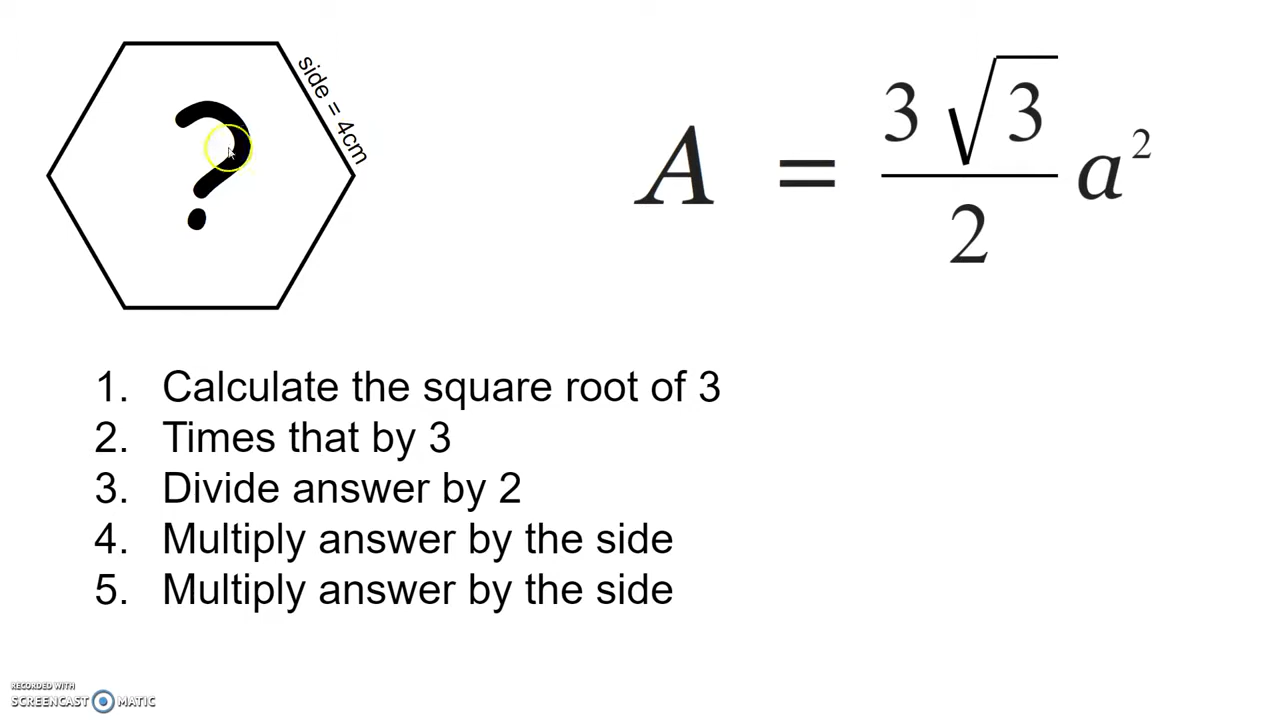 ?
side = 4cm
A = 3√3/2 a²
1. Calculate the square root of 3
2. Times that by 3
3. Divide answer by 2
4. Multiply answer by the side
5. Multiply answer by the side
RECORDED WITH
SCREENCAST MATIC